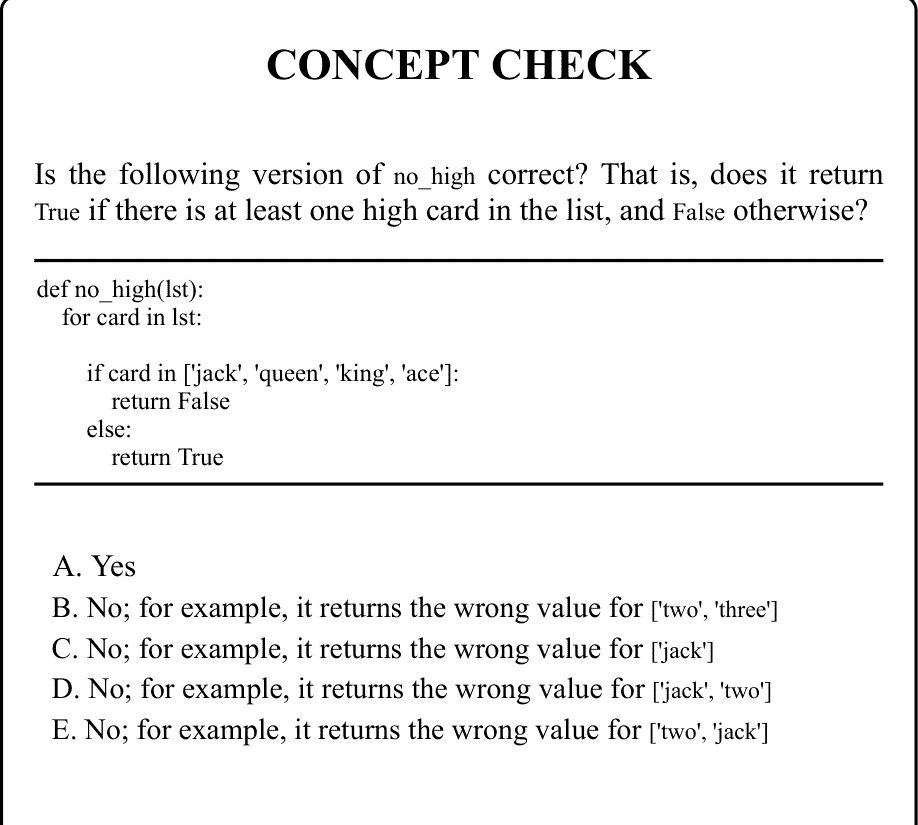 CONCEPT CHECK
Is the following version of no_high correct? That is, does it return
True if there is at least one high card in the list, and False otherwise?
def no_high(lst):
for card in lst:
if card in ['jack', 'queen', 'king', 'ace']:
return False
else:
return True
A. Yes
B. No; for example, it returns the wrong value for ['two', 'three']
C. No; for example, it returns the wrong value for ['jack']
D. No; for example, it returns the wrong value for ['jack', 'two']
E. No; for example, it returns the wrong value for ['two', 'jack']